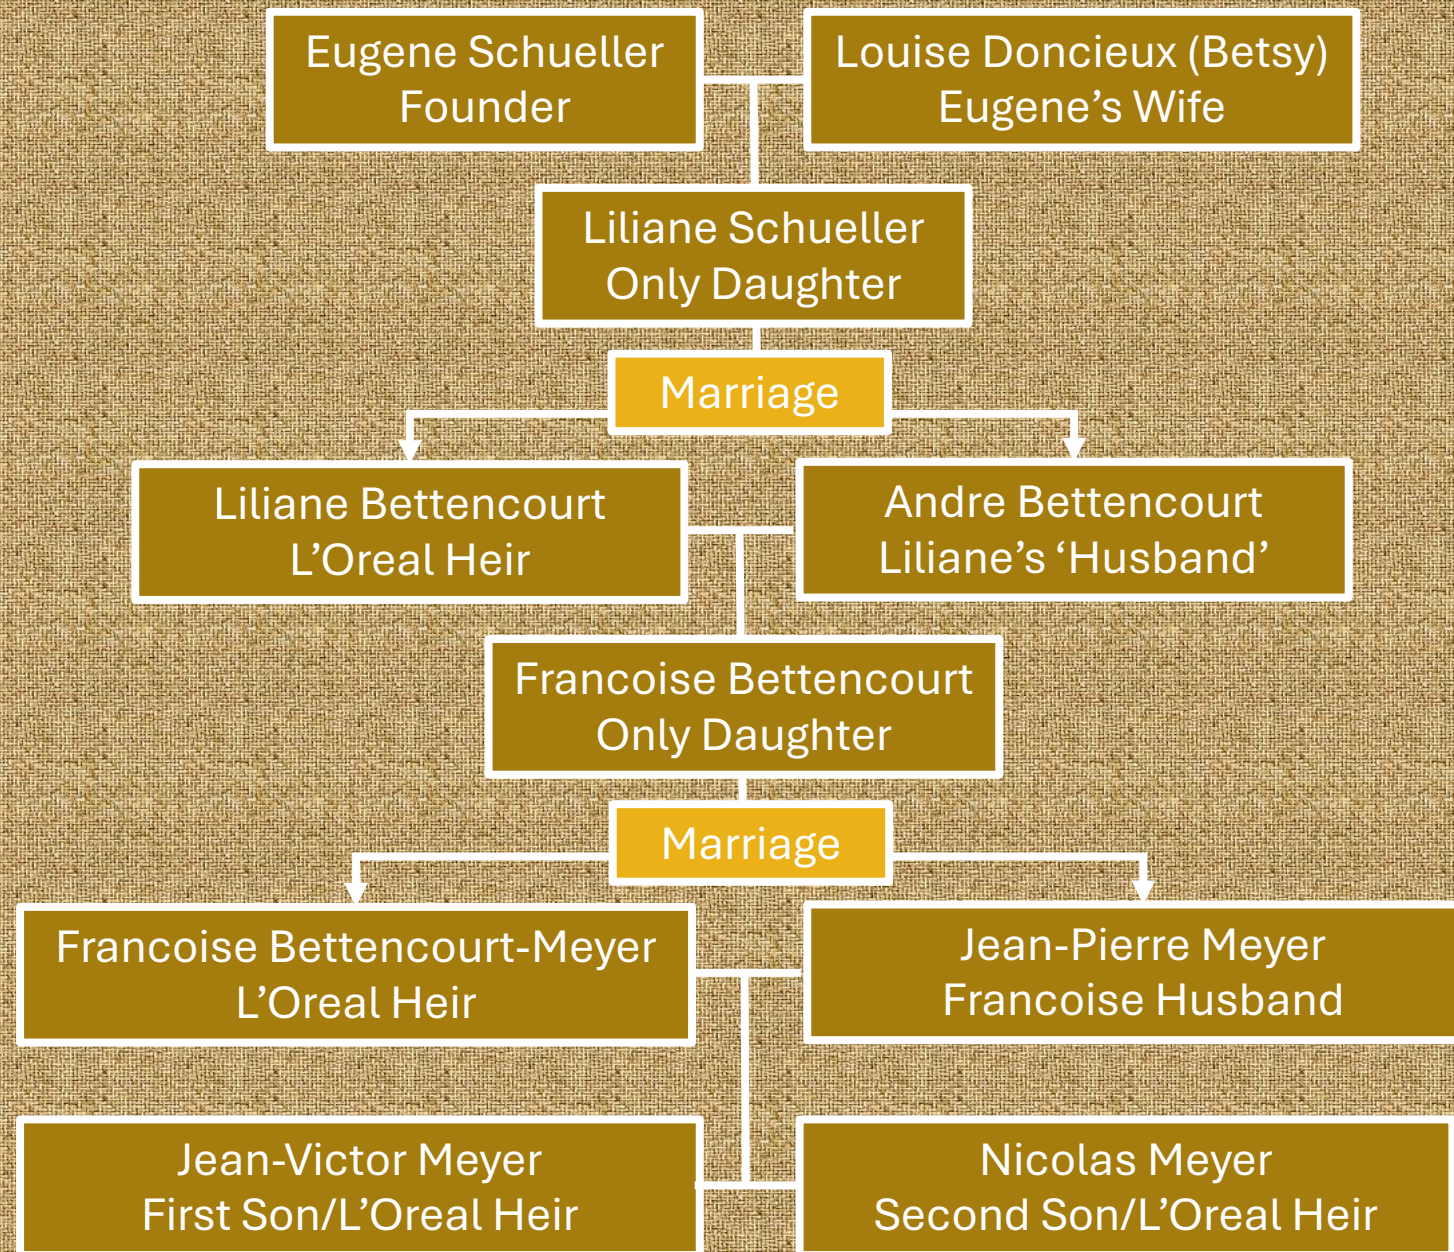 Eugene Schueller
Founder
Louise Doncieux (Betsy)
Eugene’s Wife
Liliane Schueller
Only Daughter
Marriage
Liliane Bettencourt
L’Oreal Heir
Andre Bettencourt
Liliane’s ‘Husband’
Francoise Bettencourt
Only Daughter
Marriage
Francoise Bettencourt-Meyer
L’Oreal Heir
Jean-Pierre Meyer
Francoise Husband
Jean-Victor Meyer
First Son/L’Oreal Heir
Nicolas Meyer
Second Son/L’Oreal Heir